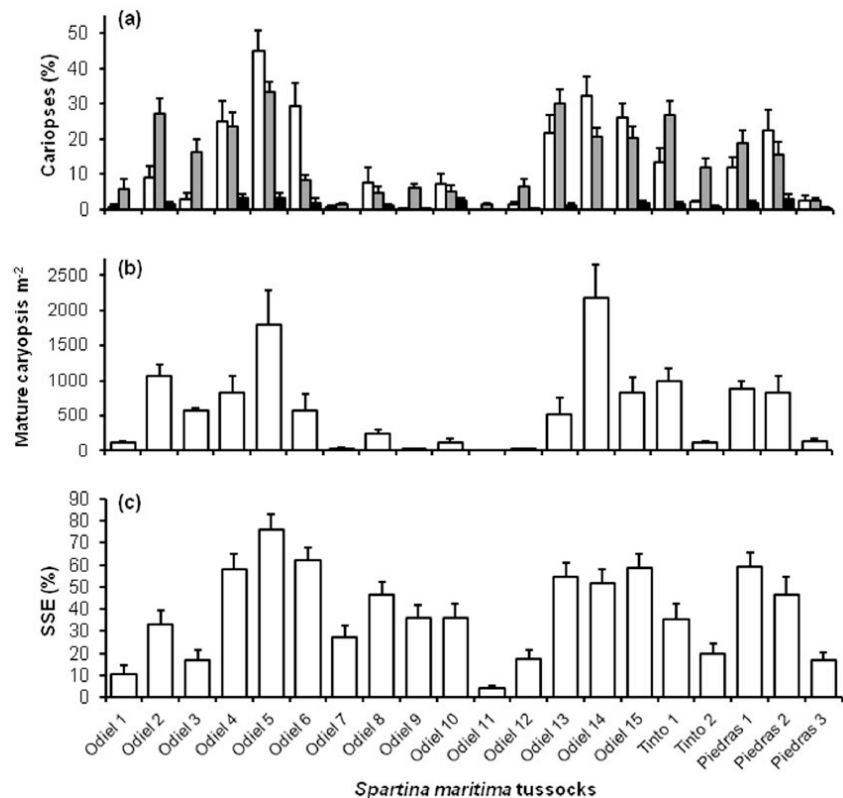 (a)
Cariopses (%)
50
40
30
20
10
0
(b)
Mature caryopsis m-2
2500
2000
1500
1000
500
0
(c)
SSE (%)
90
80
70
60
50
40
30
20
10
0
Odiel 1
Odiel 2
Odiel 3
Odiel 4
Odiel 5
Odiel 6
Odiel 7
Odiel 8
Odiel 9
Odiel 10
Odiel 11
Odiel 12
Odiel 13
Odiel 14
Odiel 15
Tinto 1
Tinto 2
Piedras 1
Piedras 2
Piedras 3
Spartina maritima tussocks